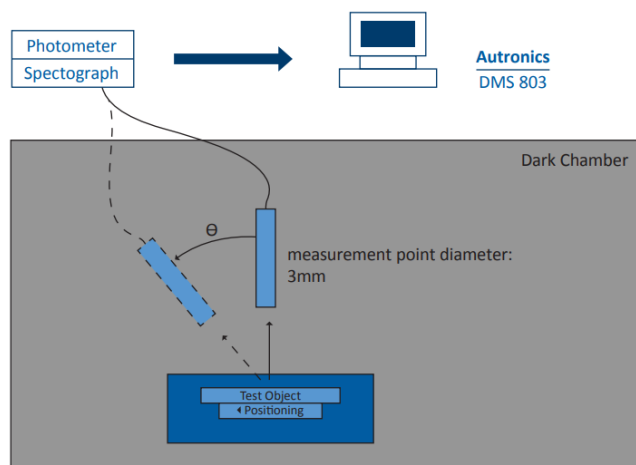 Photometer
Spectograph
Autronics
DMS 803
Dark Chamber
Ɵ
measurement point diameter:
3mm
Test Object
Positioning